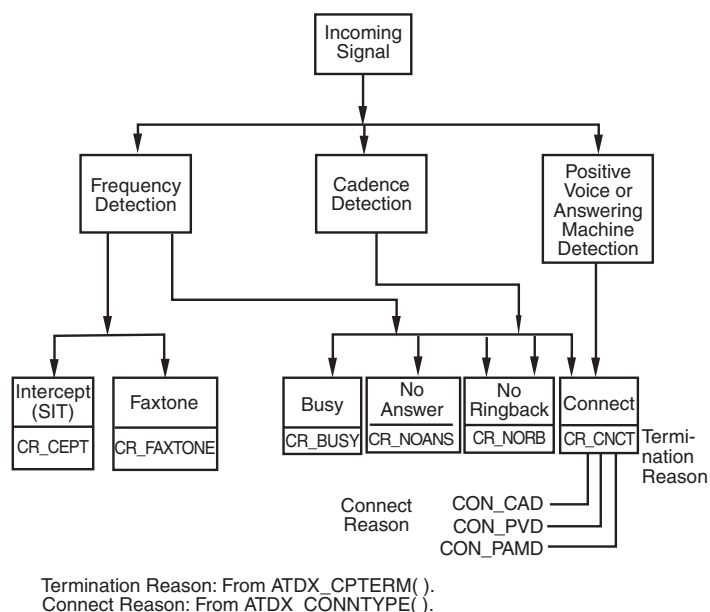 Incoming
Signal
Frequency
Detection
Cadence
Detection
Positive
Voice or
Answering
Machine
Detection
Intercept
(SIT)
CR_CEPT
Faxtone
CR_FAXTONE
Busy
CR_BUSY
No
Answer
CR_NOANS
No
Ringback
CR_NORB
Connect
CR_CNCT
Termi-
nation
Reason
Connect
Reason
CON_CAD
CON_PVD
CON_PAMD
Termination Reason: From ATDX_CPTERM( ).
Connect Reason: From ATDX_CONNTYPE( ).